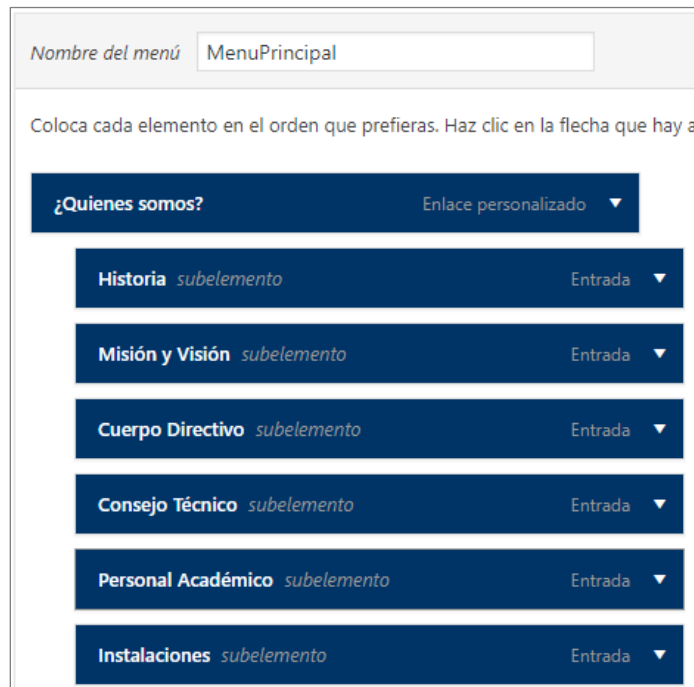 Nombre del menú MenuPrincipal
Coloca cada elemento en el orden que prefieras. Haz clic en la flecha que hay a
¿Quienes somos? Enlace personalizado
Historia subelemento Entrada
Misión y Visión subelemento Entrada
Cuerpo Directivo subelemento Entrada
Consejo Técnico subelemento Entrada
Personal Académico subelemento Entrada
Instalaciones subelemento Entrada